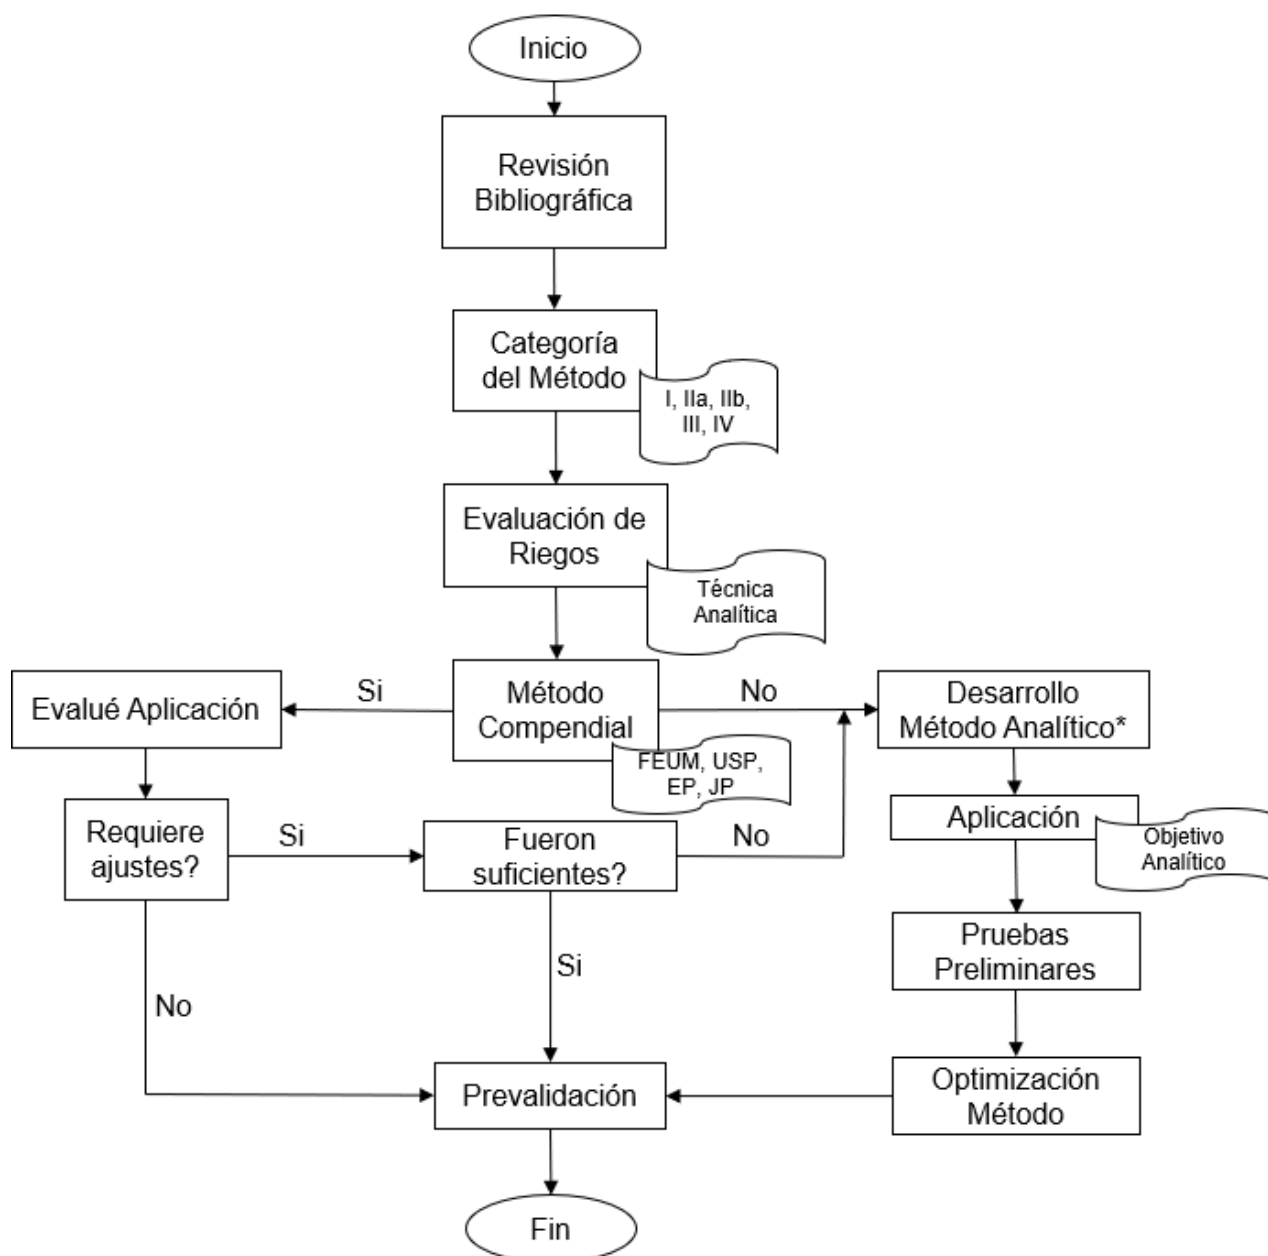 Inicio
Revisión
Bibliográfica
Categoría
del Método
I, IIa, IIb,
III, IV
Evaluación de
Riegos
Técnica
Analítica
Método
Compendial
FEUM, USP,
EP, JP
Si
No
Evalué Aplicación
Desarrollo
Método Analítico*
Requiere
ajustes?
Si
Fueron
suficientes?
No
Aplicación
Objetivo
Analítico
Pruebas
Preliminares
No
Si
Prevalidación
Optimización
Método
Fin